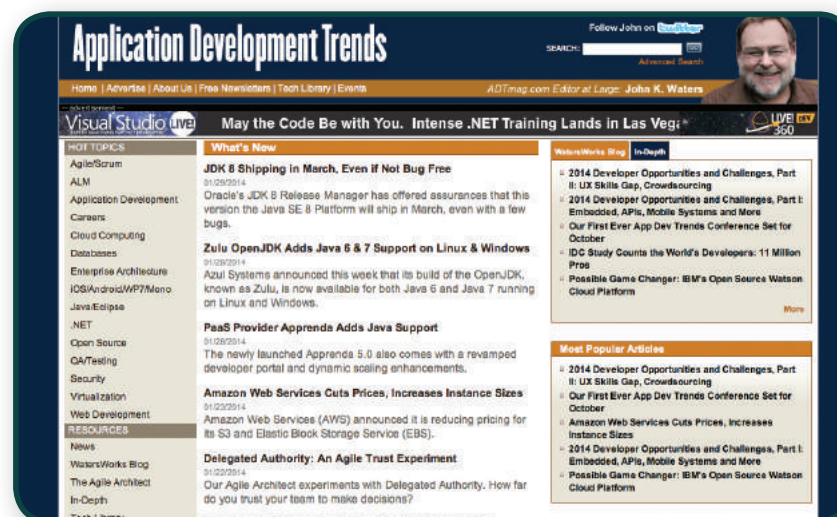 Application Development Trends
Follow John on twitter
SEARCH: GO
Advanced Search
Home | Advertise | About Us | Free Newsletters | Tech Library | Events
ADTmag.com Editor at Large: John K. Waters
— advertisement —
Visual Studio LIVE!
May the Code Be with You. Intense .NET Training Lands in Las Vega
LIVE! 360 DEV
HOT TOPICS
Agile/Scrum
ALM
Application Development
Careers
Cloud Computing
Databases
Enterprise Architecture
iOS/Android/WP7/Mono
Java/Eclipse
.NET
Open Source
QA/Testing
Security
Virtualization
Web Development
RESOURCES
News
WatersWorks Blog
The Agile Architect
In-Depth
Tech Library
What's New
JDK 8 Shipping in March, Even if Not Bug Free
01/29/2014
Oracle's JDK 8 Release Manager has offered assurances that this
version the Java SE 8 Platform will ship in March, even with a few
bugs.
Zulu OpenJDK Adds Java 6 & 7 Support on Linux & Windows
01/28/2014
Azul Systems announced this week that its build of the OpenJDK,
known as Zulu, is now available for both Java 6 and Java 7 running
on Linux and Windows.
PaaS Provider Apprenda Adds Java Support
01/28/2014
The newly launched Apprenda 5.0 also comes with a revamped
developer portal and dynamic scaling enhancements.
Amazon Web Services Cuts Prices, Increases Instance Sizes
01/23/2014
Amazon Web Services (AWS) announced it is reducing pricing for
its S3 and Elastic Block Storage Service (EBS).
Delegated Authority: An Agile Trust Experiment
01/22/2014
Our Agile Architect experiments with Delegated Authority. How far
do you trust your team to make decisions?
WatersWorks Blog In-Depth
2014 Developer Opportunities and Challenges, Part
II: UX Skills Gap, Crowdsourcing
2014 Developer Opportunities and Challenges, Part I:
Embedded, APIs, Mobile Systems and More
Our First Ever App Dev Trends Conference Set for
October
IDC Study Counts the World's Developers: 11 Million
Pros
Possible Game Changer: IBM's Open Source Watson
Cloud Platform
More
Most Popular Articles
2014 Developer Opportunities and Challenges, Part
II: UX Skills Gap, Crowdsourcing
Our First Ever App Dev Trends Conference Set for
October
Amazon Web Services Cuts Prices, Increases
Instance Sizes
2014 Developer Opportunities and Challenges, Part I:
Embedded, APIs, Mobile Systems and More
Possible Game Changer: IBM's Open Source Watson
Cloud Platform